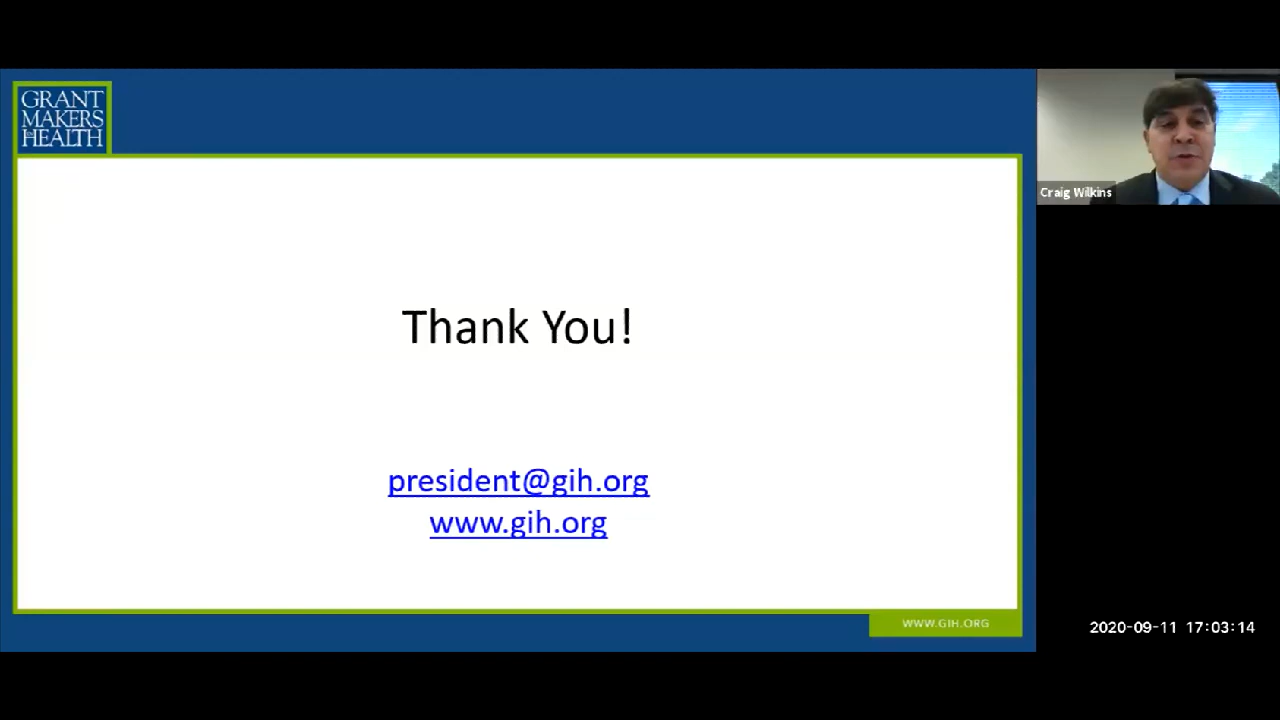 GRANT
MAKERS
IN HEALTH
Thank You!
president@gih.org
www.gih.org
WWW.GIH.ORG
Craig Wilkins
2020-09-11 17:03:14